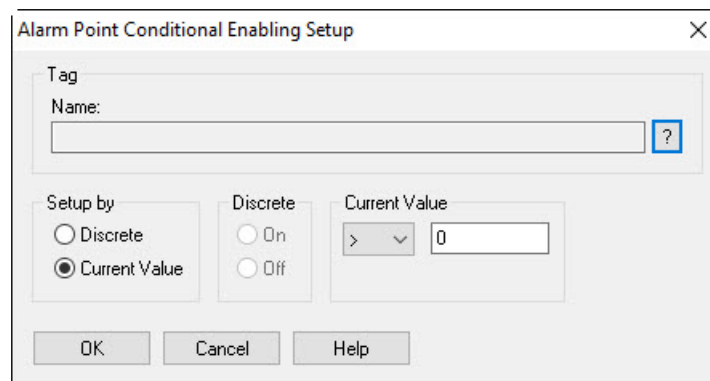 Alarm Point Conditional Enabling Setup
Tag
Name:
?
Setup by
Discrete
Current Value
Discrete
On
Off
Current Value
> 0
OK Cancel Help